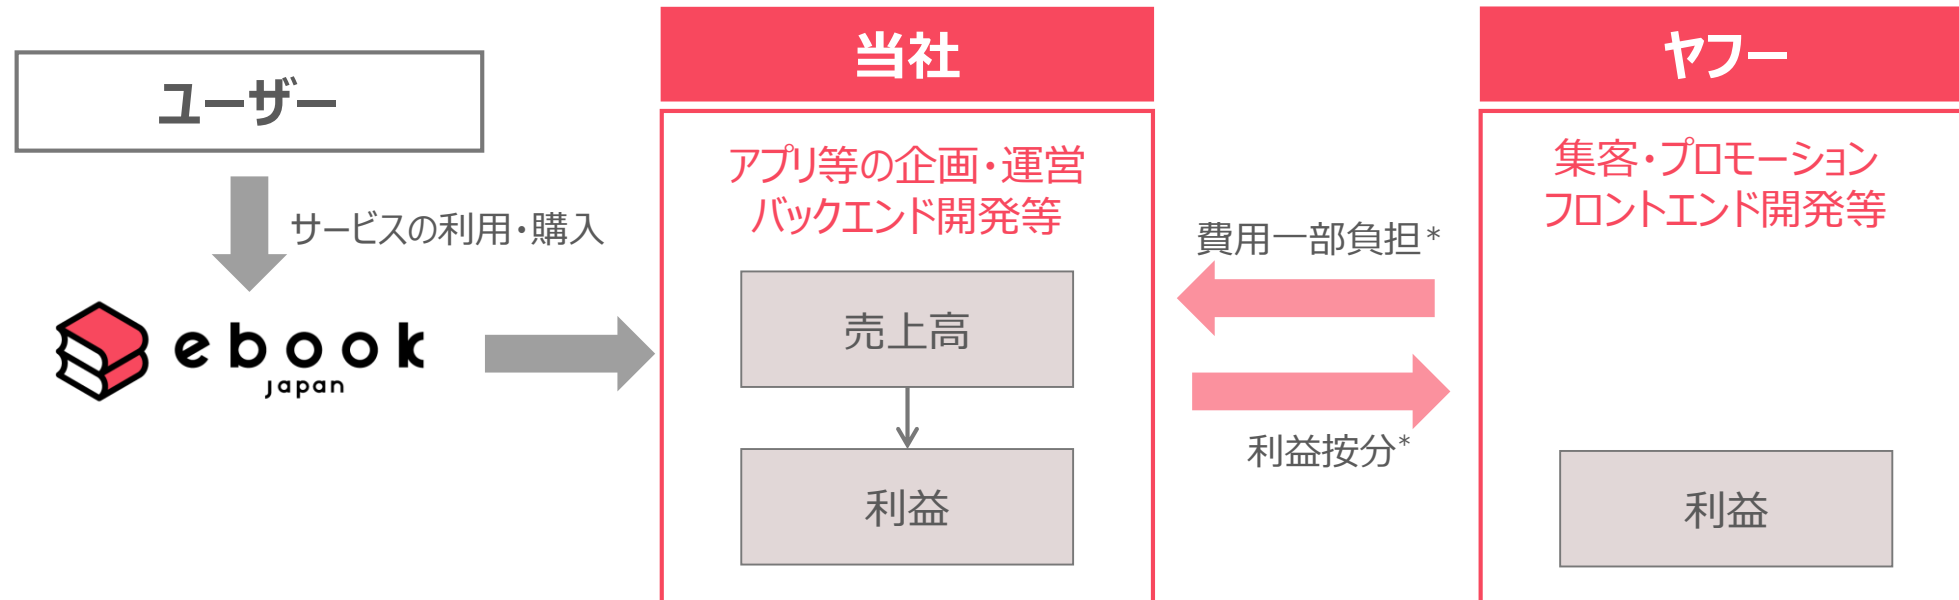 ユーザー
サービスの利用・購入
ebook
japan
当社
アプリ等の企画・運営
バックエンド開発等
売上高
利益
費用一部負担*
利益按分*
ヤフー
集客・プロモーション
フロントエンド開発等
利益